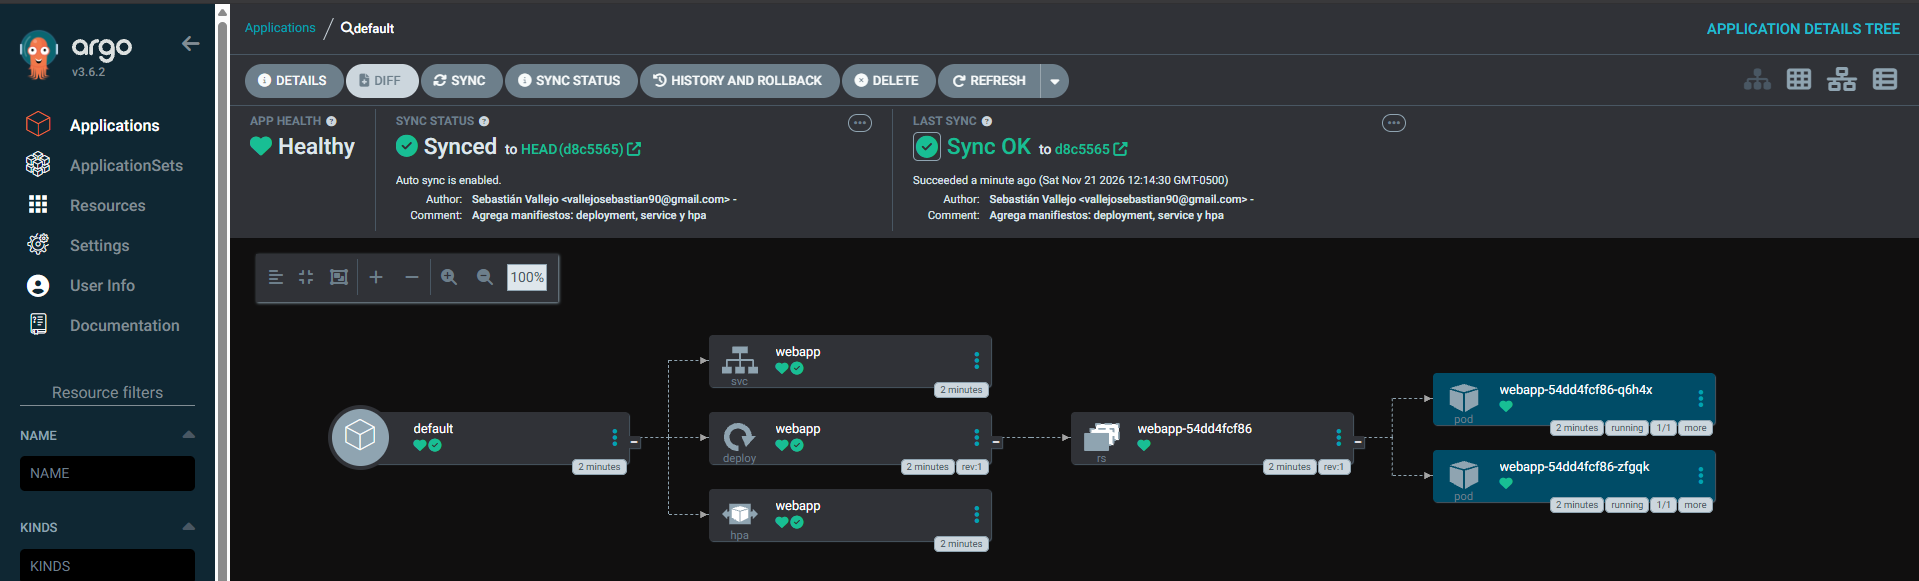 argo
v3.6.2
Applications
ApplicationSets
Resources
Settings
User Info
Documentation
Resource filters
NAME
NAME
KINDS
KINDS
Applications / default
APPLICATION DETAILS TREE
DETAILS DIFF SYNC SYNC STATUS HISTORY AND ROLLBACK DELETE REFRESH
APP HEALTH
Healthy
SYNC STATUS
Synced to HEAD (d8c5565)
Auto sync is enabled.
Author: Sebastián Vallejo <vallejosebastian90@gmail.com> -
Comment: Agrega manifiestos: deployment, service y hpa
LAST SYNC
Sync OK to d8c5565
Succeeded a minute ago (Sat Nov 21 2026 12:14:30 GMT-0500)
Author: Sebastián Vallejo <vallejosebastian90@gmail.com> -
Comment: Agrega manifiestos: deployment, service y hpa
100%
default
2 minutes
webapp
svc
2 minutes
webapp
deploy
2 minutes rev:1
webapp
hpa
2 minutes
webapp-54dd4fcf86
rs
2 minutes rev:1
webapp-54dd4fcf86-q6h4x
pod
2 minutes running 1/1 more
webapp-54dd4fcf86-zfgqk
pod
2 minutes running 1/1 more